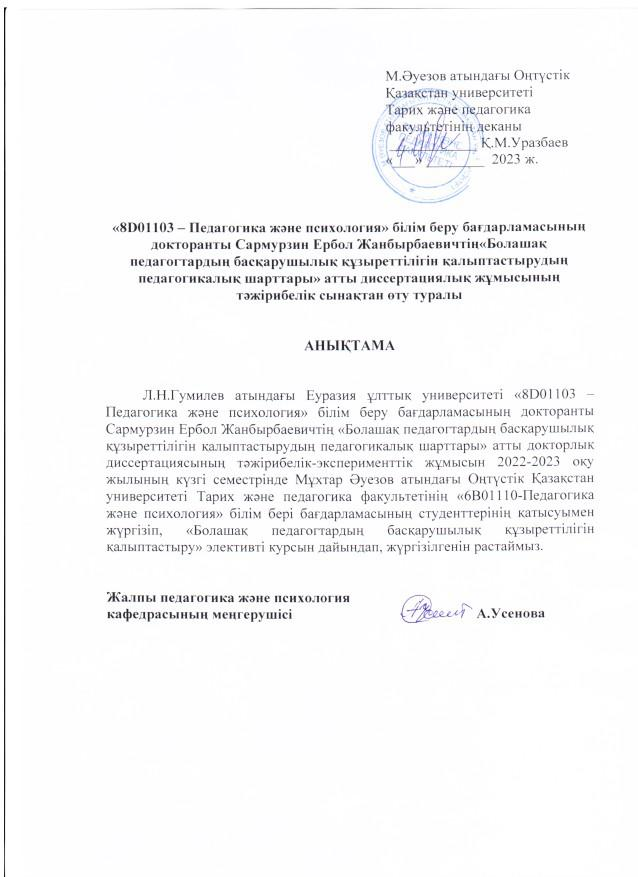 М.Әуезов атындағы Оңтүстік
Қазақстан университеті
Тарих және педагогика
факультетінің деканы
Қ.М.Уразбаев
«___» ________ 2023 ж.
«8D01103 – Педагогика және психология» білім беру бағдарламасының
докторанты Сармурзин Ербол Жанбырбаевичтің«Болашақ
педагогтардың басқарушылық құзыреттілігін қалыптастырудың
педагогикалық шарттары» атты диссертациялық жұмысының
тәжірибелік сынақтан өту туралы
АНЫҚТАМА
Л.Н.Гумилев атындағы Еуразия ұлттық университеті «8D01103 –
Педагогика және психология» білім беру бағдарламасының докторанты
Сармурзин Ербол Жанбырбаевичтің «Болашақ педагогтардың басқарушылық
құзыреттілігін қалыптастырудың педагогикалық шарттары» атты докторлық
диссертациясының тәжірибелік-эксперименттік жұмысын 2022-2023 оқу
жылының күзгі семестрінде Мұхтар Әуезов атындағы Оңтүстік Қазақстан
университеті Тарих және педагогика факультетінің «6В01110-Педагогика
және психология» білім бері бағдарламасының студенттерінің қатысуымен
жүргізіп, «Болашақ педагогтардың басқарушылық құзыреттілігін
қалыптастыру» элективті курсын дайындап, жүргізілгенін растаймыз.
Жалпы педагогика және психология
кафедрасының меңгерушісі
А.Усенова